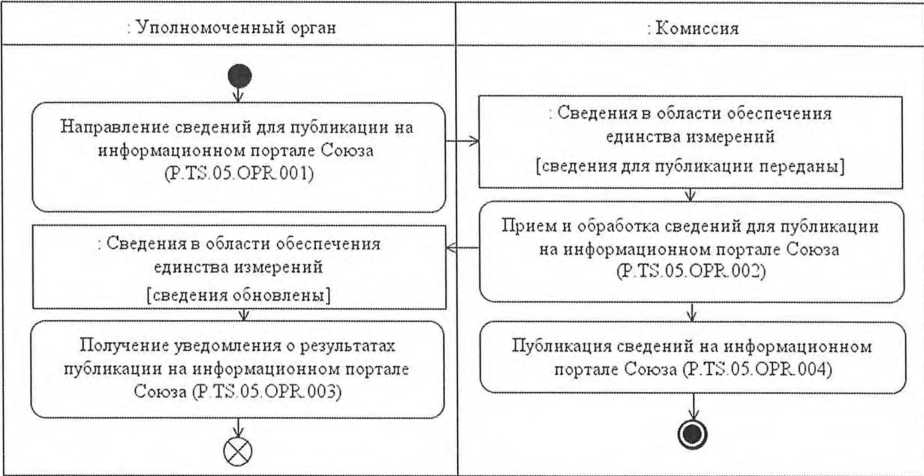 : Уполномоченный орган
: Комиссия
Направление сведений для публикации на
информационном портале Союза
(P.TS.05.OPR.001)
: Сведения в области обеспечения
единства измерений
[сведения для публикации переданы]
Прием и обработка сведений для публикации
на информационном портале Союза
(P.TS.05.OPR.002)
: Сведения в области обеспечения
единства измерений
[сведения обновлены]
Получение уведомления о результатах
публикации на информационном портале
Союза (P.TS.05.OPR.003)
Публикация сведений на информационном
портале Союза (P.TS.05.OPR.004)